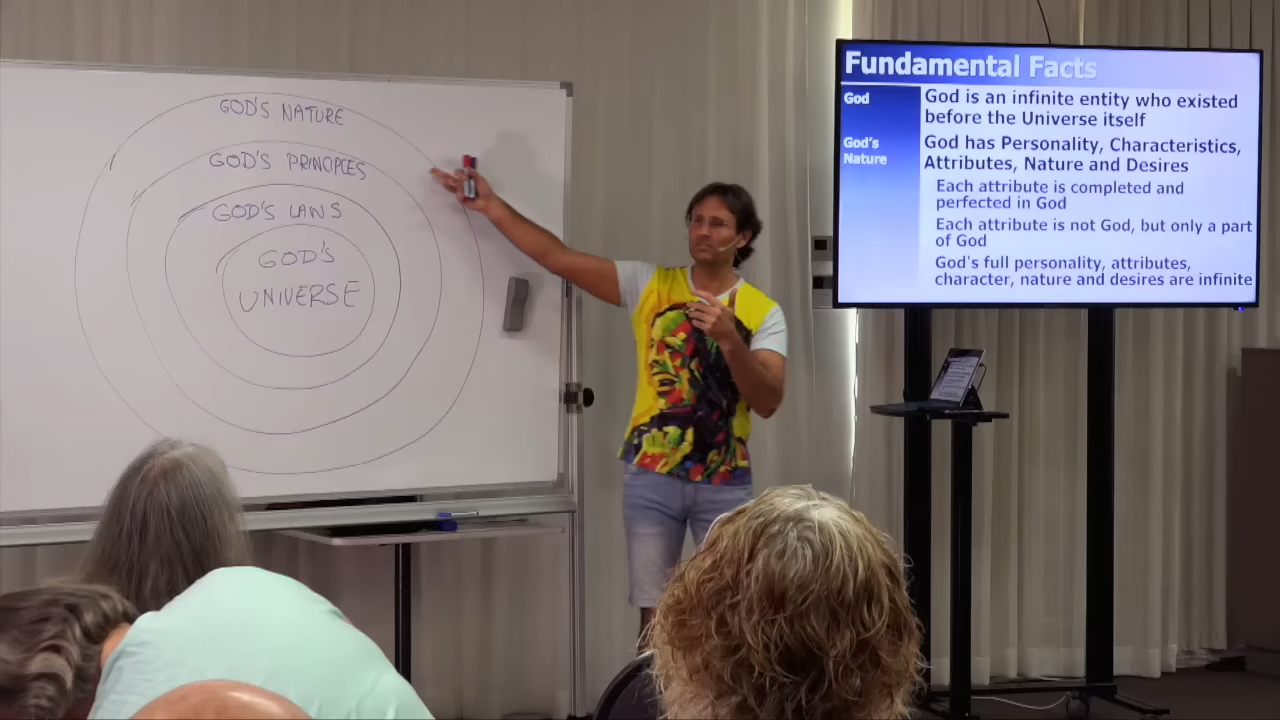 GOD'S NATURE
GOD'S PRINCIPLES
GOD'S LAWS
GOD'S
UNIVERSE
Fundamental Facts
God
God is an infinite entity who existed
before the Universe itself
God's
Nature
God has Personality, Characteristics,
Attributes, Nature and Desires
Each attribute is completed and
perfected in God
Each attribute is not God, but only a part
of God
God's full personality, attributes,
character, nature and desires are infinite